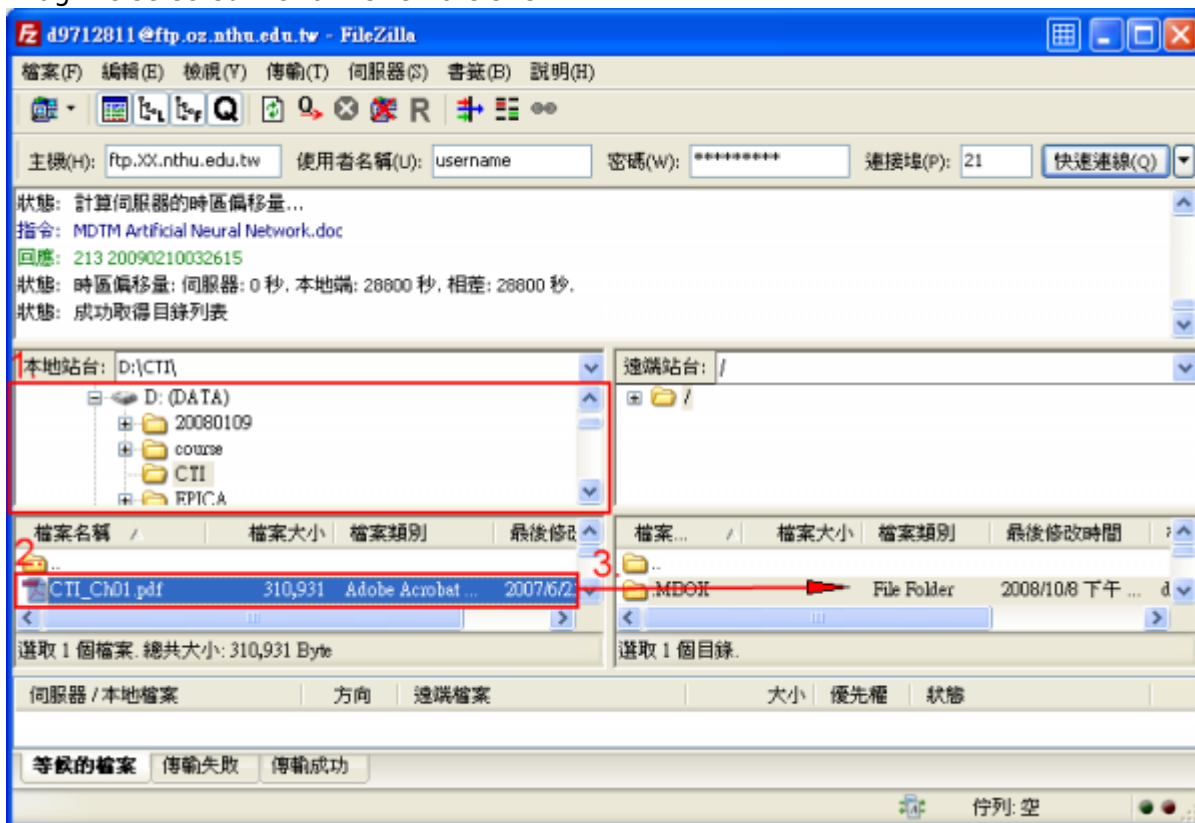 d9712811@ftp.oz.nthu.edu.tw - FileZilla
檔案(F) 編輯(E) 檢視(V) 傳輸(T) 伺服器(S) 書籤(B) 說明(H)
主機(H): ftp.XX.nthu.edu.tw 使用者名稱(U): username 密碼(W): ********* 連接埠(P): 21 快速連線(Q)
狀態: 計算伺服器的時區偏移量...
指令: MDTM Artificial Neural Network.doc
回應: 213 20090210032615
狀態: 時區偏移量: 伺服器: 0 秒. 本地端: 28800 秒. 相差: 28800 秒.
狀態: 成功取得目錄列表
1.
本地站台: D:\CTI\ 遠端站台: /
D: (DATA) /
20080109
course
CTI
EPICA
檔案名稱 / 檔案大小 檔案類別 最後修改 檔案... / 檔案大小 檔案類別 最後修改時間
2. .. 3. ..
CTI_Ch01.pdf 310,931 Adobe Acrobat ... 2007/6/2 .MBOX File Folder 2008/10/8 下午 ... d
選取 1 個檔案. 總共大小: 310,931 Byte 選取 1 個目錄.
伺服器 / 本地檔案 方向 遠端檔案 大小 優先權 狀態
等候的檔案 傳輸失敗 傳輸成功
佇列: 空